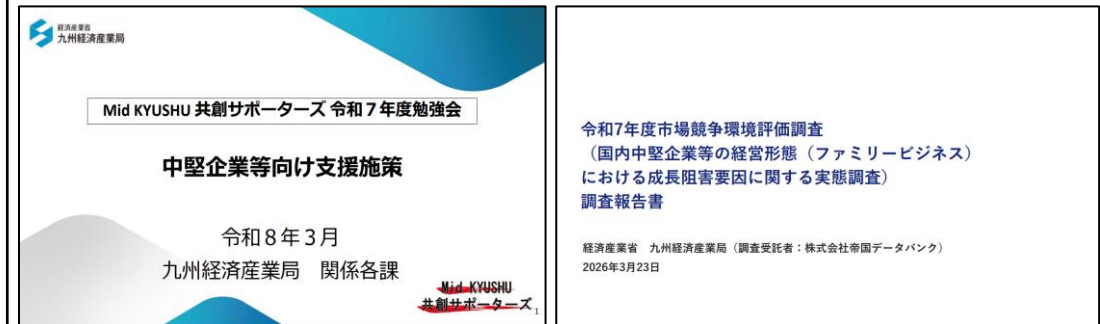 経済産業省
九州経済産業局
Mid KYUSHU 共創サポーターズ 令和7年度勉強会
中堅企業等向け支援施策
令和8年3月
九州経済産業局 関係各課
Mid KYUSHU
共創サポーターズ
1
令和7年度市場競争環境評価調査
（国内中堅企業等の経営形態（ファミリービジネス）
における成長阻害要因に関する実態調査）
調査報告書
経済産業省 九州経済産業局（調査受託者：株式会社帝国データバンク）
2026年3月23日